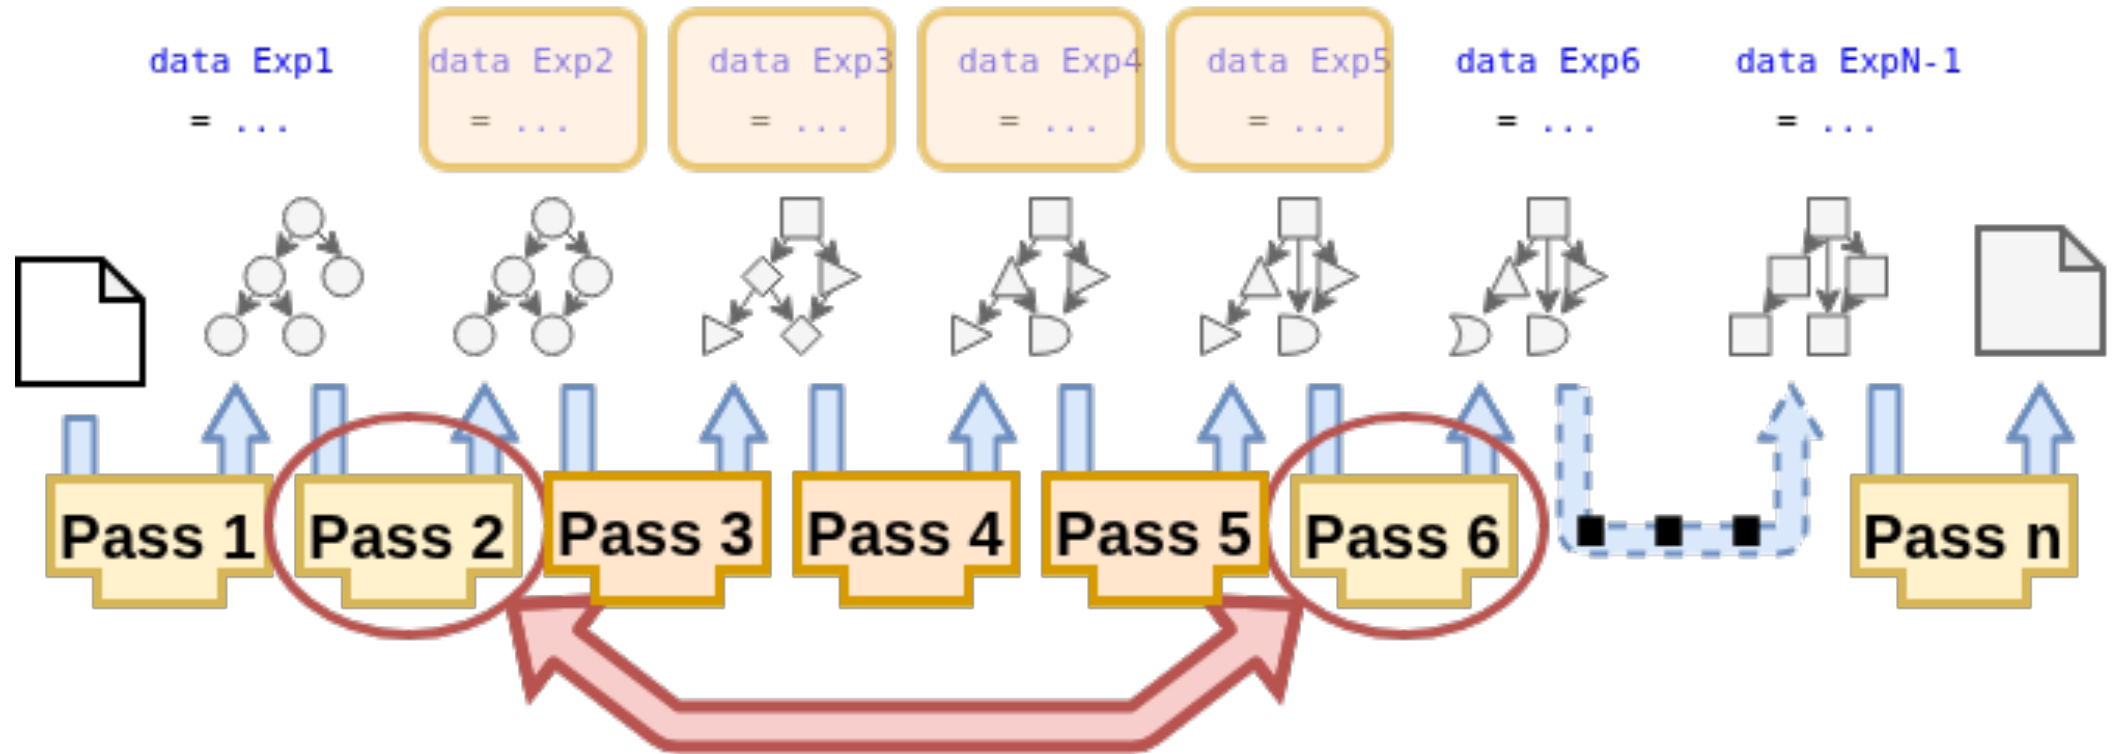 data Exp1
= ...
data Exp2
= ...
data Exp3
= ...
data Exp4
= ...
data Exp5
= ...
data Exp6
= ...
data ExpN-1
= ...
Pass 1
Pass 2
Pass 3
Pass 4
Pass 5
Pass 6
Pass n